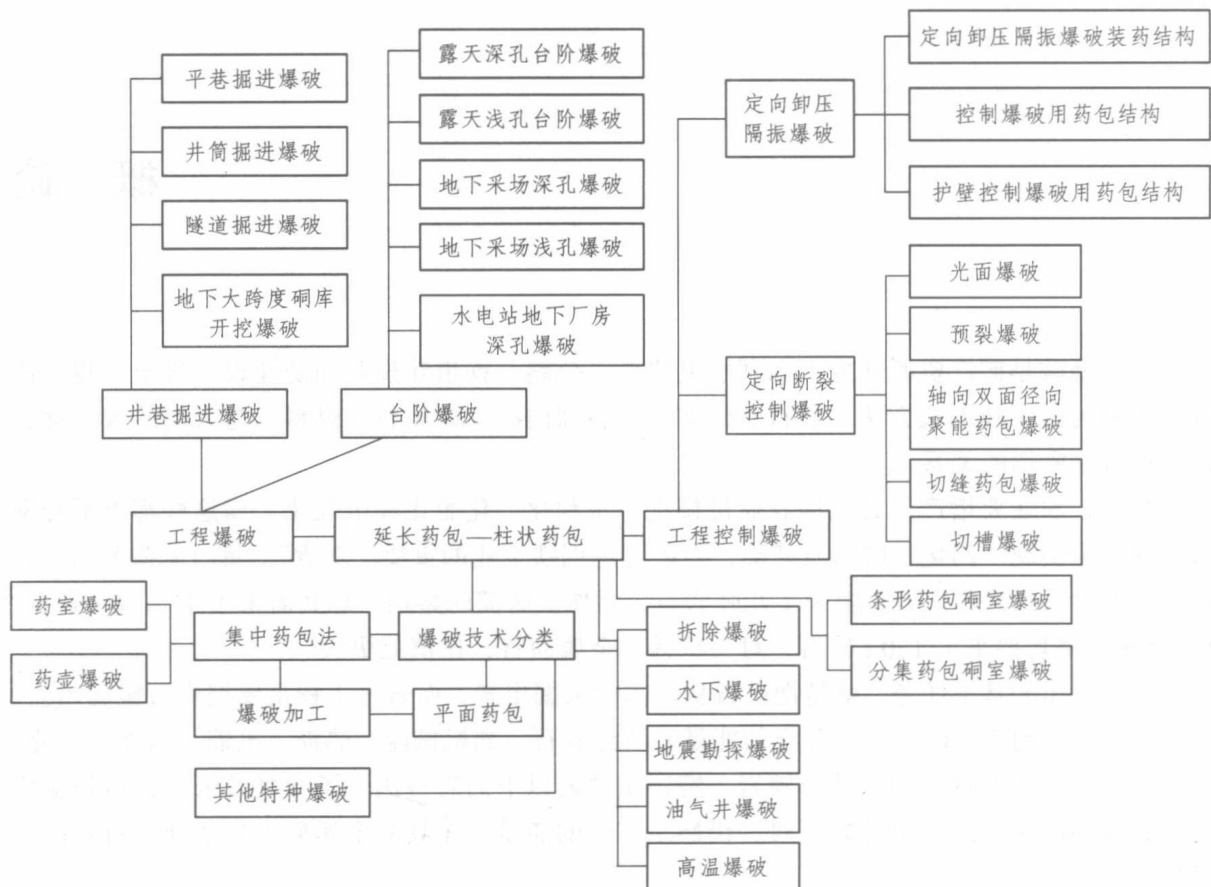 平巷掘进爆破
井筒掘进爆破
隧道掘进爆破
地下大跨度硐库
开挖爆破
井巷掘进爆破
露天深孔台阶爆破
露天浅孔台阶爆破
地下采场深孔爆破
地下采场浅孔爆破
水电站地下厂房
深孔爆破
台阶爆破
定向卸压
隔振爆破
定向卸压隔振爆破装药结构
控制爆破用药包结构
护壁控制爆破用药包结构
定向断裂
控制爆破
光面爆破
预裂爆破
轴向双面径向
聚能药包爆破
切缝药包爆破
切槽爆破
工程爆破
延长药包—柱状药包
工程控制爆破
药室爆破
药壶爆破
集中药包法
爆破技术分类
爆破加工
平面药包
其他特种爆破
拆除爆破
水下爆破
地震勘探爆破
油气井爆破
高温爆破
条形药包硐室爆破
分集药包硐室爆破